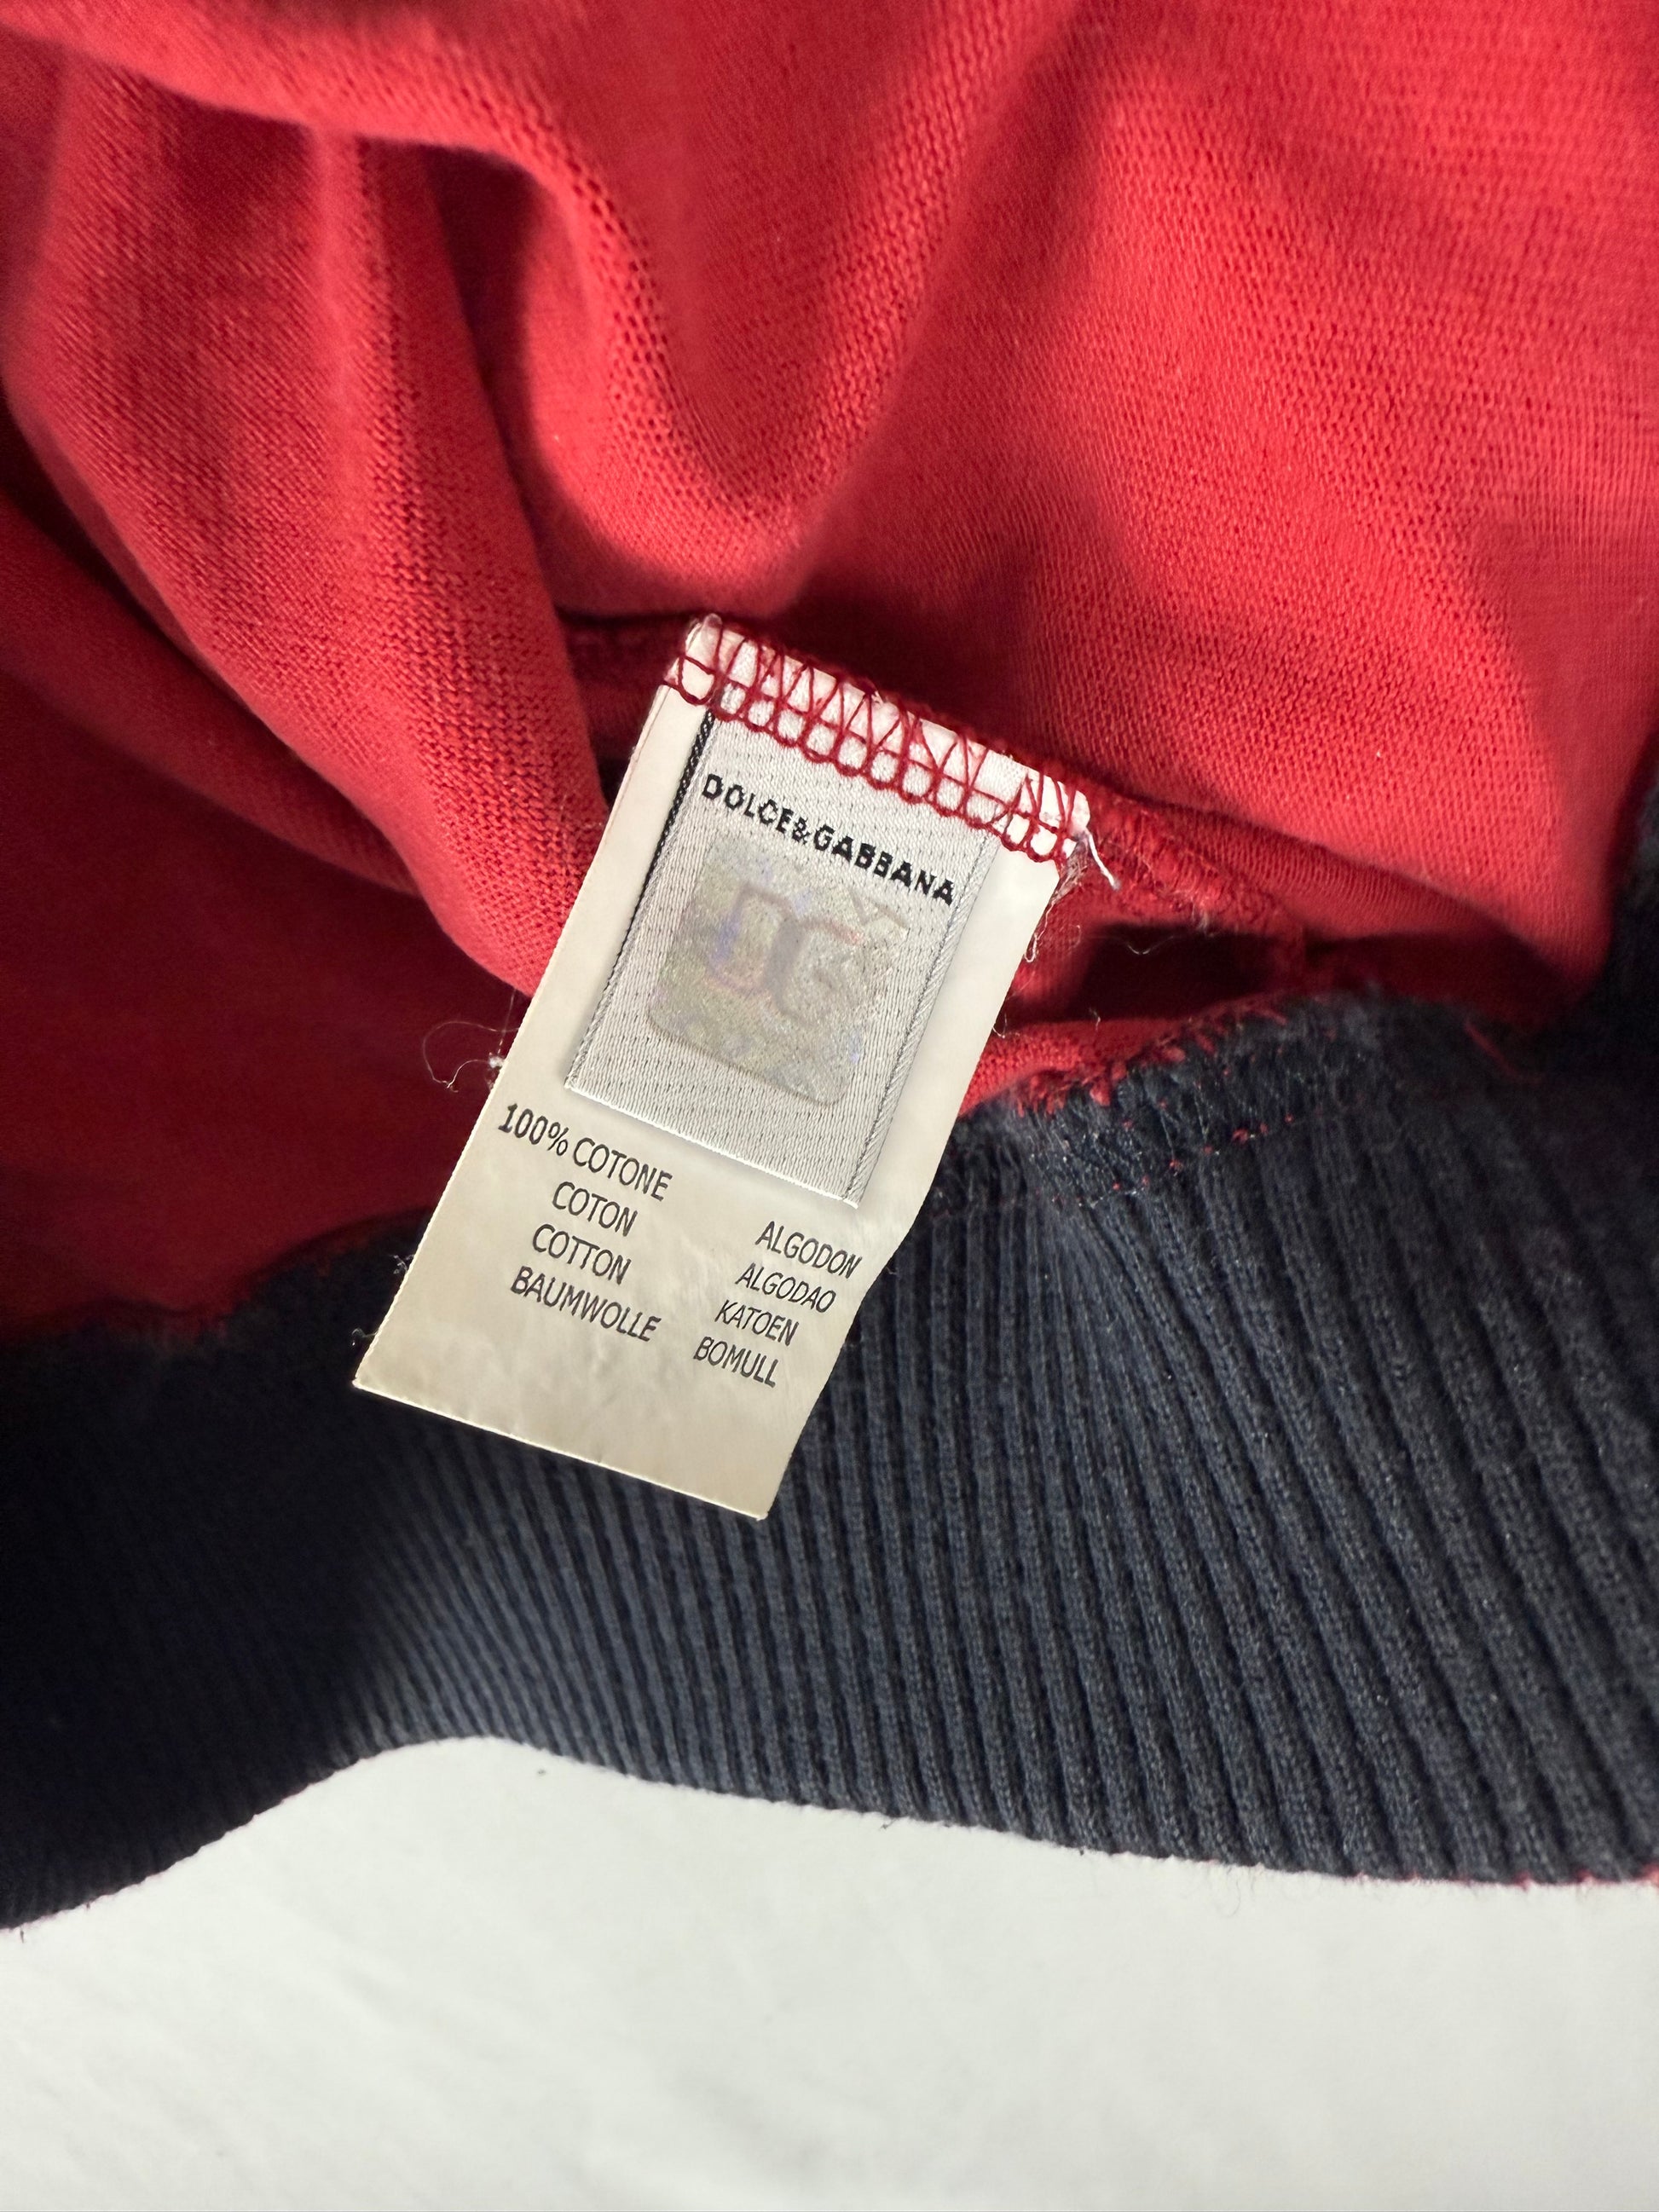 DOLCE&GABBANA
DG
100% COTONE
COTON
COTTON
BAUMWOLLE
ALGODON
ALGODAO
KATOEN
BOMULL